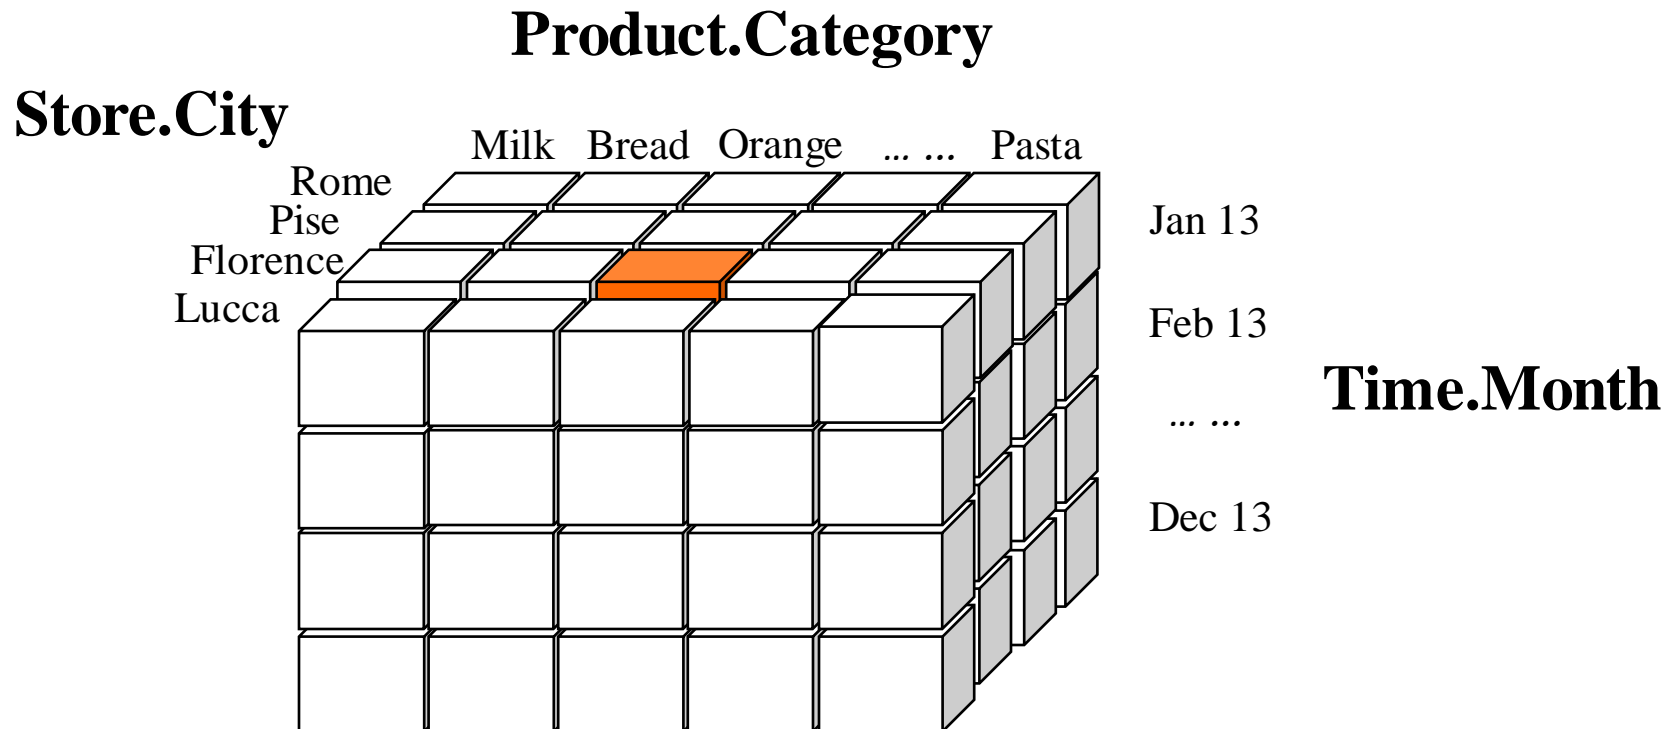 Product.Category
Store.City
Milk Bread Orange ... ... Pasta
Rome
Pise
Florence
Lucca
Jan 13
Feb 13
... ...
Dec 13
Time.Month